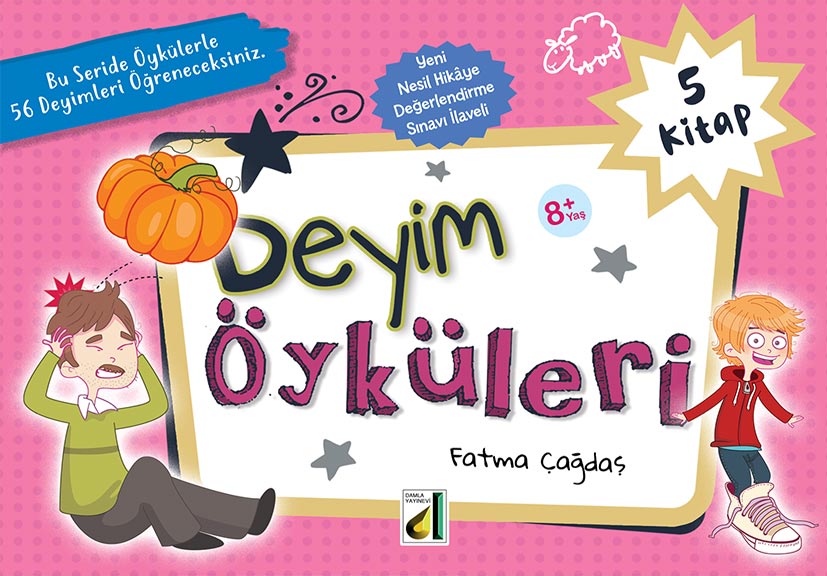 Bu Seride Öykülerle
56 Deyimleri Öğreneceksiniz.
Yeni
Nesil Hikâye
Değerlendirme
Sınavı İlaveli
5
Kitap
8+
Yaş
Deyim
Öyküleri
Fatma Çağdaş
DAMLA
YAYINEVİ